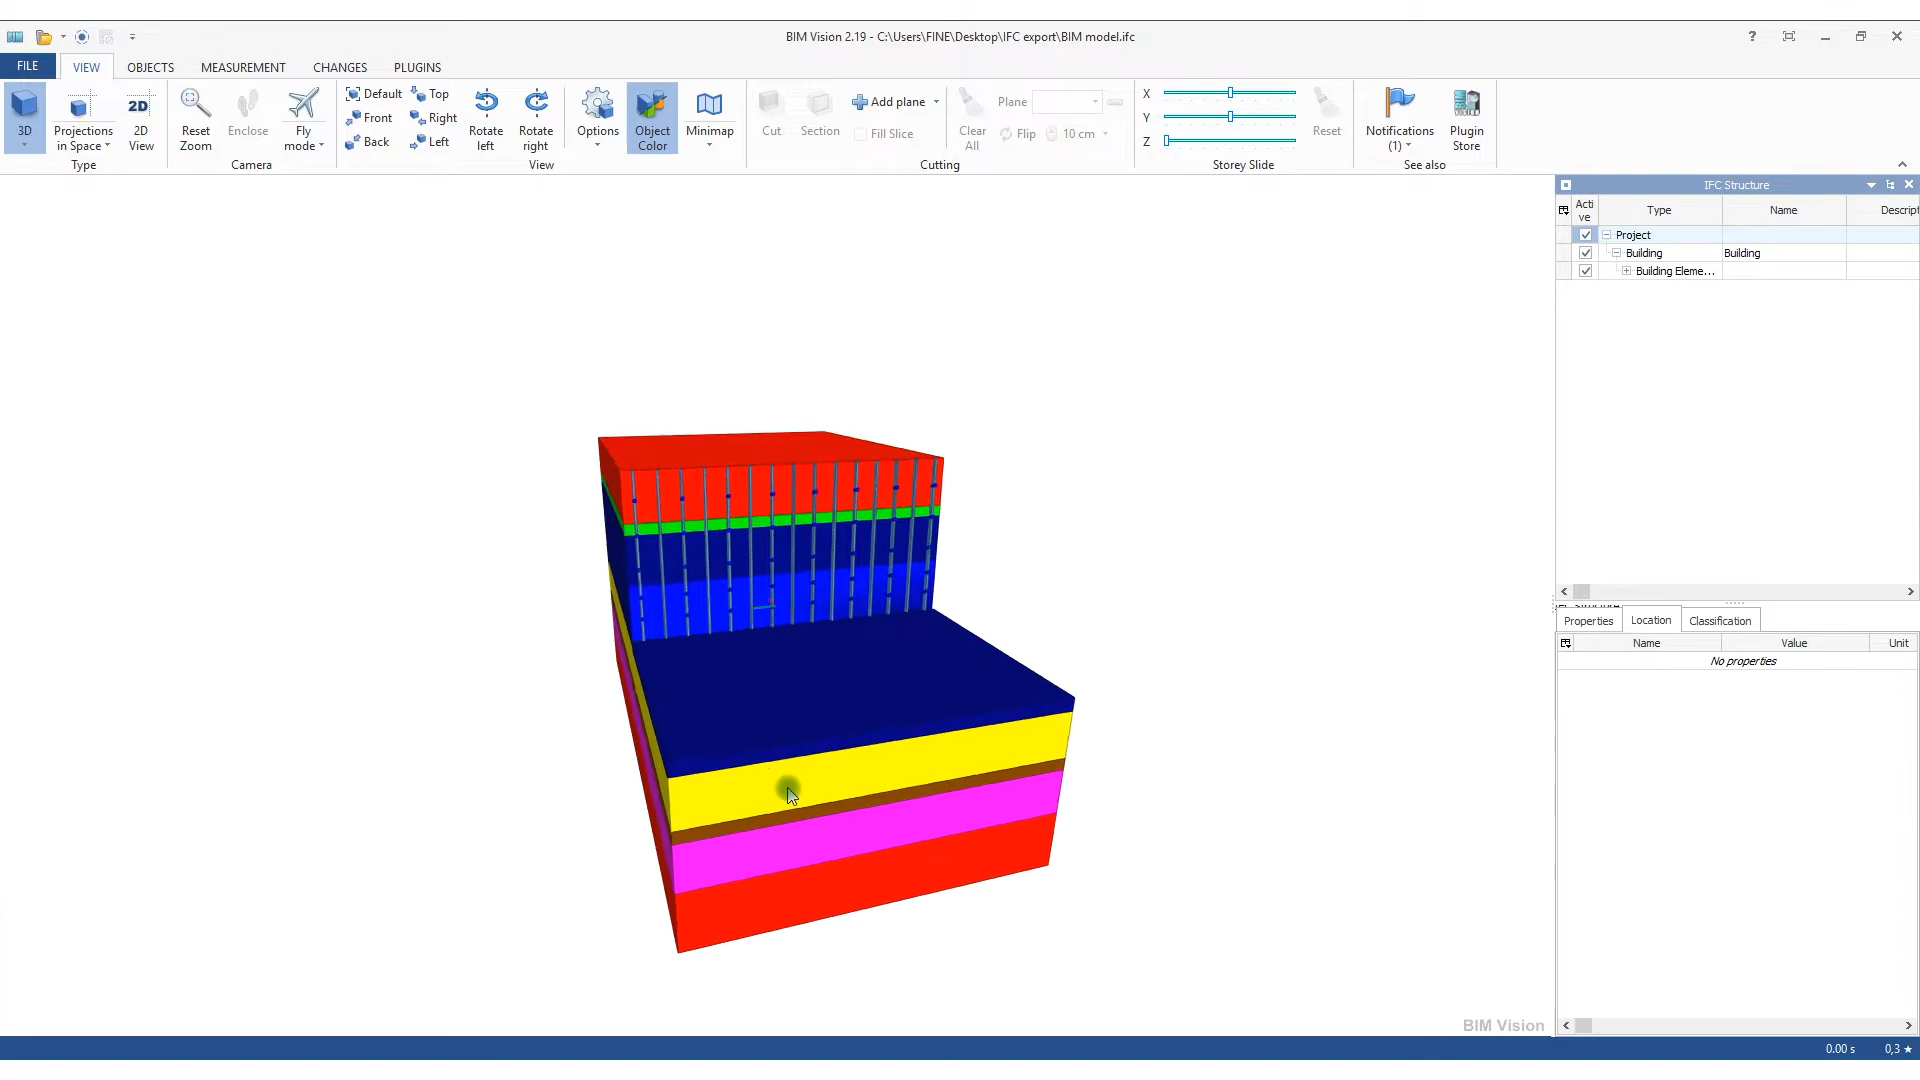 BIM Vision 2.19 - C:\Users\FINE\Desktop\IFC export\BIM model.ifc
FILE
VIEW
OBJECTS
MEASUREMENT
CHANGES
PLUGINS
3D
Projections
in Space
2D
2D
View
Type
Reset
Zoom
Enclose
Fly
mode
Camera
Default
Front
Back
Top
Right
Left
Rotate
left
Rotate
right
View
Options
Object
Color
Minimap
Cut
Section
Add plane
Fill Slice
Clear
All
Plane
Flip
10 cm
Cutting
X
Y
Z
Reset
Storey Slide
Notifications
(1)
Plugin
Store
See also
IFC Structure
Acti
ve
Type
Name
Descript
Project
Building
Building
Building Eleme...
Properties
Location
Classification
Name
Value
Unit
No properties
BIM Vision
0.00 s
0,3 ★